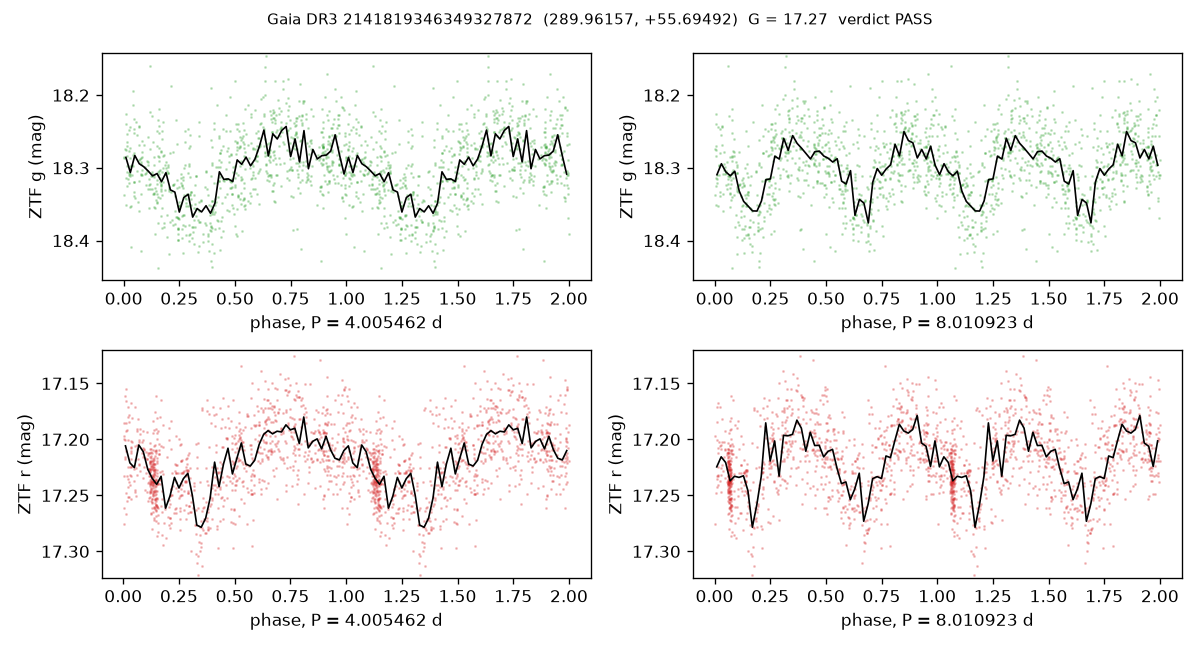 Gaia DR3 2141819346349327872 (289.96157, +55.69492) G = 17.27 verdict PASS
ZTF g (mag)
18.2
18.3
18.4
0.00 0.25 0.50 0.75 1.00 1.25 1.50 1.75 2.00
phase, P = 4.005462 d
ZTF g (mag)
18.2
18.3
18.4
0.00 0.25 0.50 0.75 1.00 1.25 1.50 1.75 2.00
phase, P = 8.010923 d
ZTF r (mag)
17.15
17.20
17.25
17.30
0.00 0.25 0.50 0.75 1.00 1.25 1.50 1.75 2.00
phase, P = 4.005462 d
ZTF r (mag)
17.15
17.20
17.25
17.30
0.00 0.25 0.50 0.75 1.00 1.25 1.50 1.75 2.00
phase, P = 8.010923 d